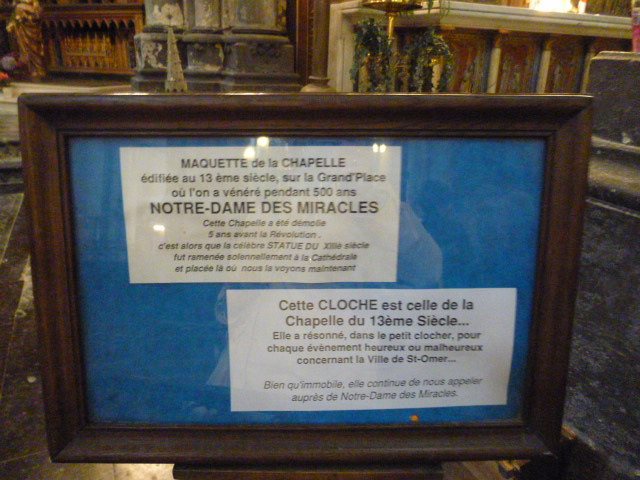 MAQUETTE de la CHAPELLE
édifiée au 13 ème siècle, sur la Grand'Place
où l'on a vénéré pendant 500 ans
NOTRE-DAME DES MIRACLES
Cette Chapelle a été démolie
5 ans avant la Révolution .
c'est alors que la célèbre STATUE DU XIIIè siècle
fut ramenée solennellement à la Cathédrale
et placée là où nous la voyons maintenant
Cette CLOCHE est celle de la
Chapelle du 13ème Siècle...
Elle a résonné, dans le petit clocher, pour
chaque évènement heureux ou malheureux
concernant la Ville de St-Omer...
Bien qu'immobile, elle continue de nous appeler
auprès de Notre-Dame des Miracles.